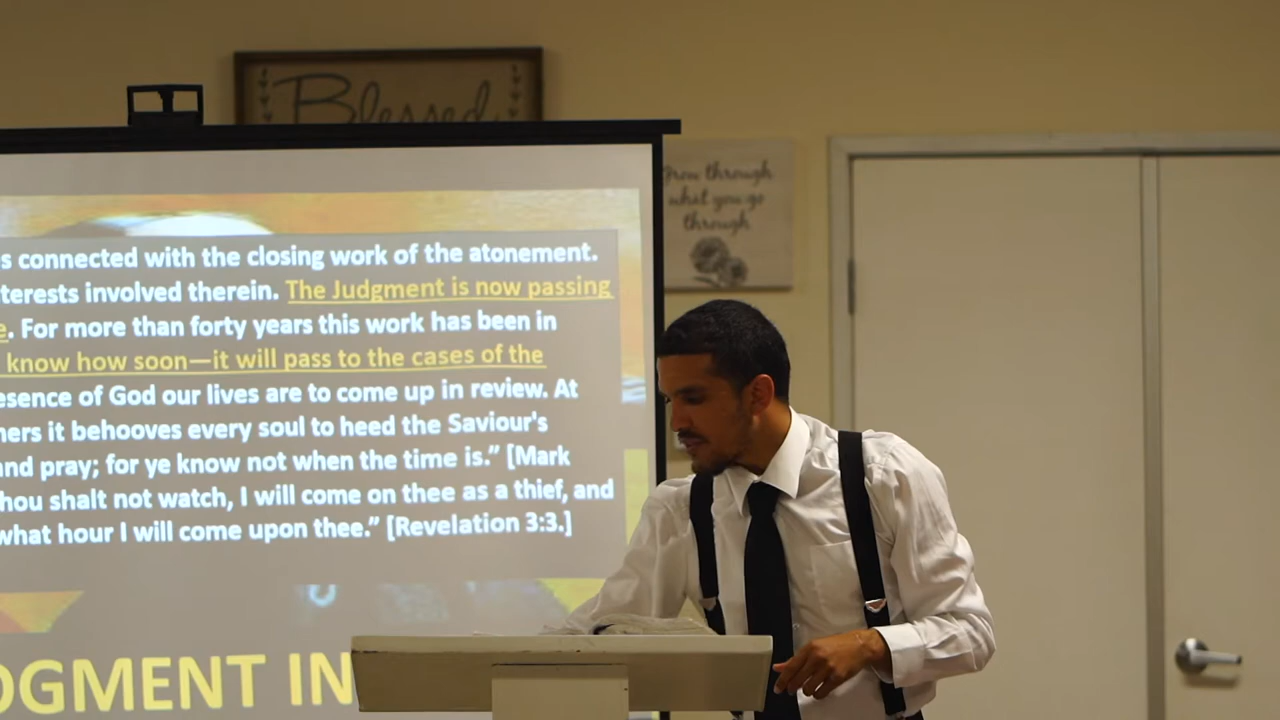 Blessed
Grow through
what you go
through
s connected with the closing work of the atonement.
terests involved therein. The Judgment is now passing
e. For more than forty years this work has been in
know how soon—it will pass to the cases of the
esence of God our lives are to come up in review. At
hers it behooves every soul to heed the Saviour's
and pray; for ye know not when the time is.” [Mark
hou shalt not watch, I will come on thee as a thief, and
what hour I will come upon thee.” [Revelation 3:3.]
DGMENT IN